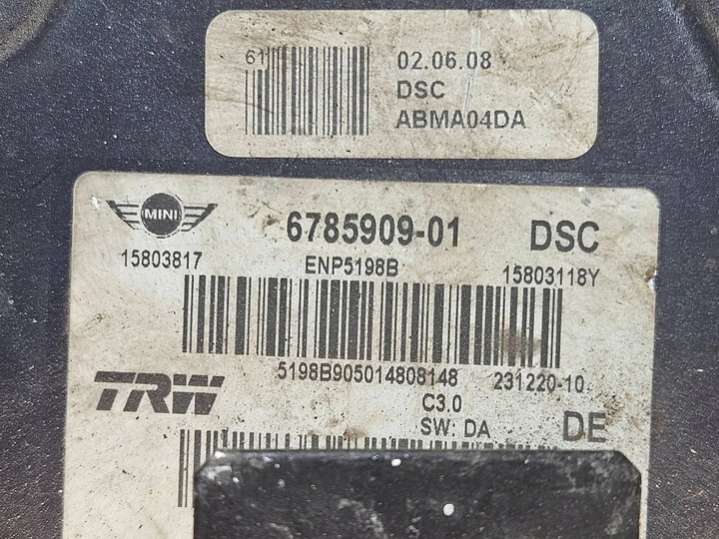 61
02.06.08
DSC
ABMA04DA
MINI
6785909-01 DSC
15803817 ENP5198B 15803118Y
5198B905014808148 231220-10
TRW
C3.0
SW: DA DE